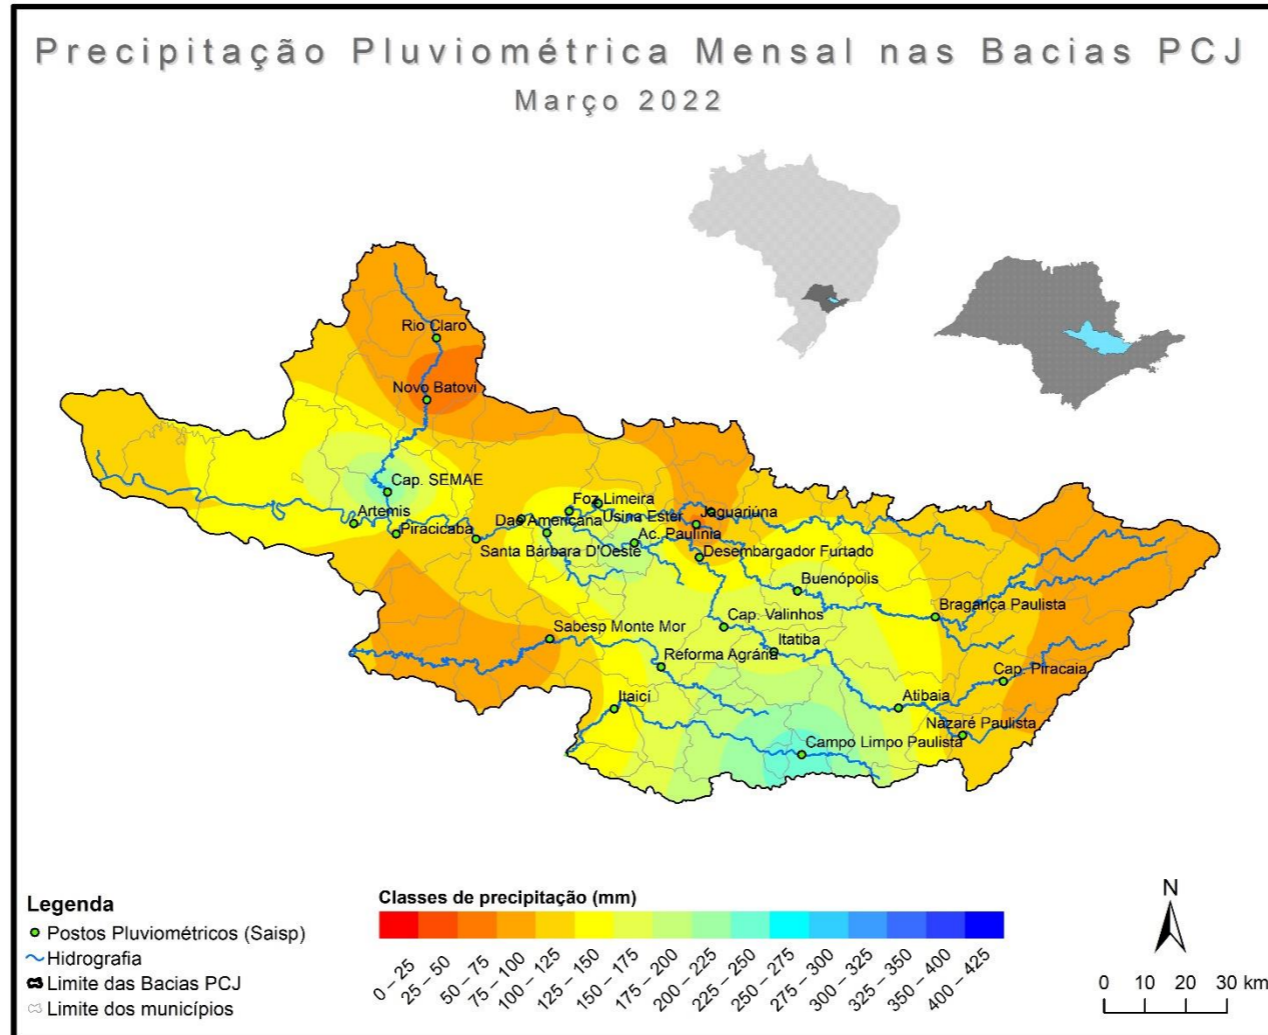 Precipitação Pluviométrica Mensal nas Bacias PCJ
Março 2022
Rio Claro
Novo Batovi
Cap. SEMAE
Artemis
Piracicaba
Foz Limeira
Usina Ester
Jaguariúna
Dae Americana
Ac. Paulínia
Santa Bárbara D'Oeste
Desembargador Furtado
Buenópolis
Bragança Paulista
Cap. Valinhos
Sabesp Monte Mor
Itatiba
Reforma Agrária
Cap. Piracaia
Itaicí
Atibaia
Nazaré Paulista
Campo Limpo Paulista
Legenda
Postos Pluviométricos (Saisp)
Hidrografia
Limite das Bacias PCJ
Limite dos municípios
Classes de precipitação (mm)
0 – 25
25 – 50
50 – 75
75 – 100
100 – 125
125 – 150
150 – 175
175 – 200
200 – 225
225 – 250
250 – 275
275 – 300
300 – 325
325 – 350
350 – 400
400 – 425
N
0 10 20 30 km